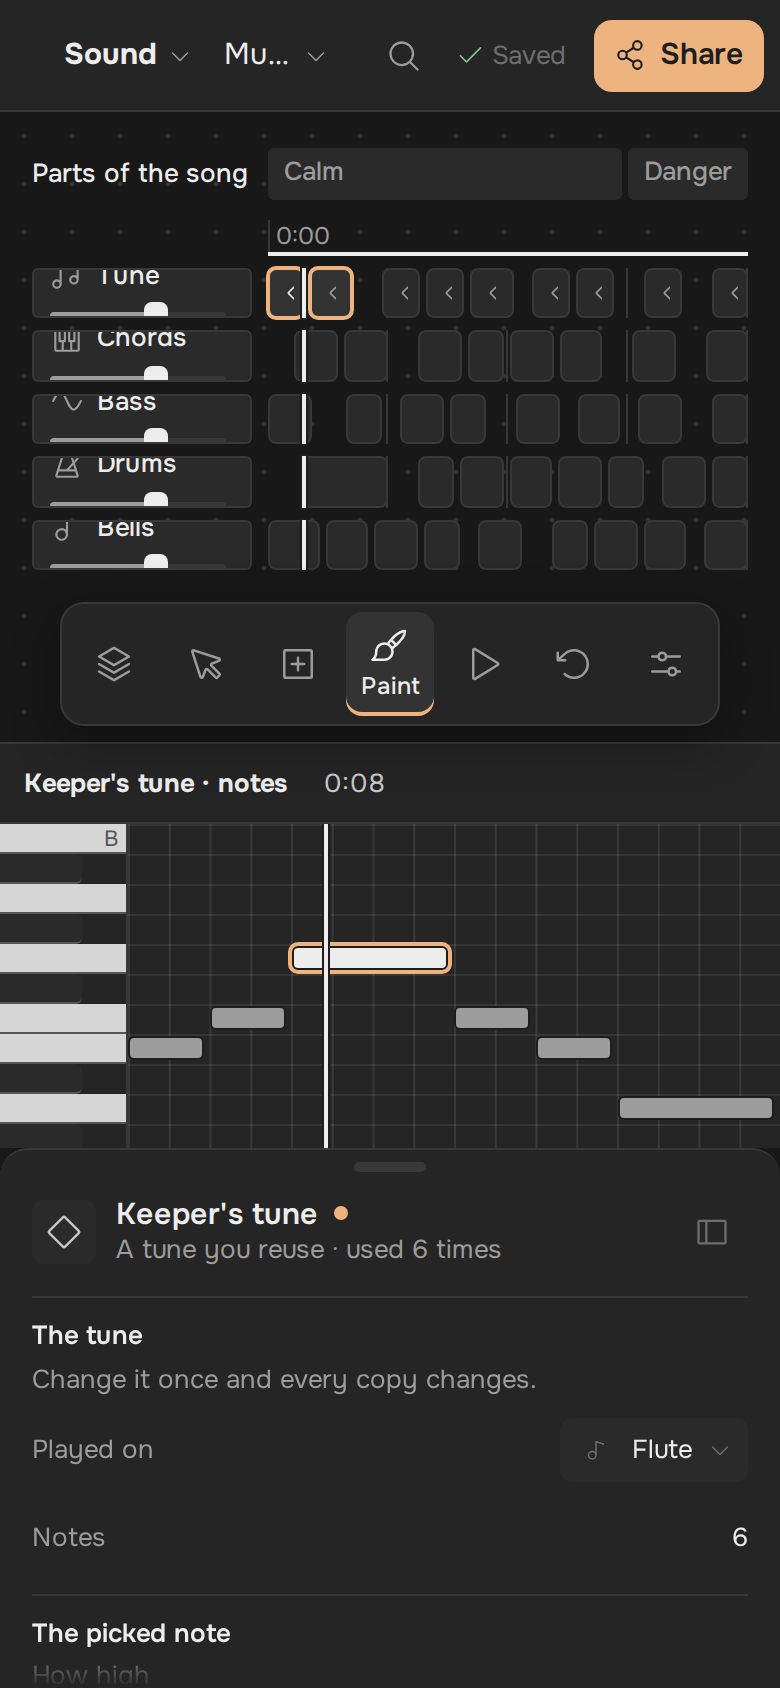 Sound Mu... Saved Share
Parts of the song Calm Danger
0:00
Tune
Chords
Bass
Drums
Bells
Paint
Keeper's tune · notes 0:08
B
Keeper's tune
A tune you reuse · used 6 times
The tune
Change it once and every copy changes.
Played on Flute
Notes 6
The picked note
How high